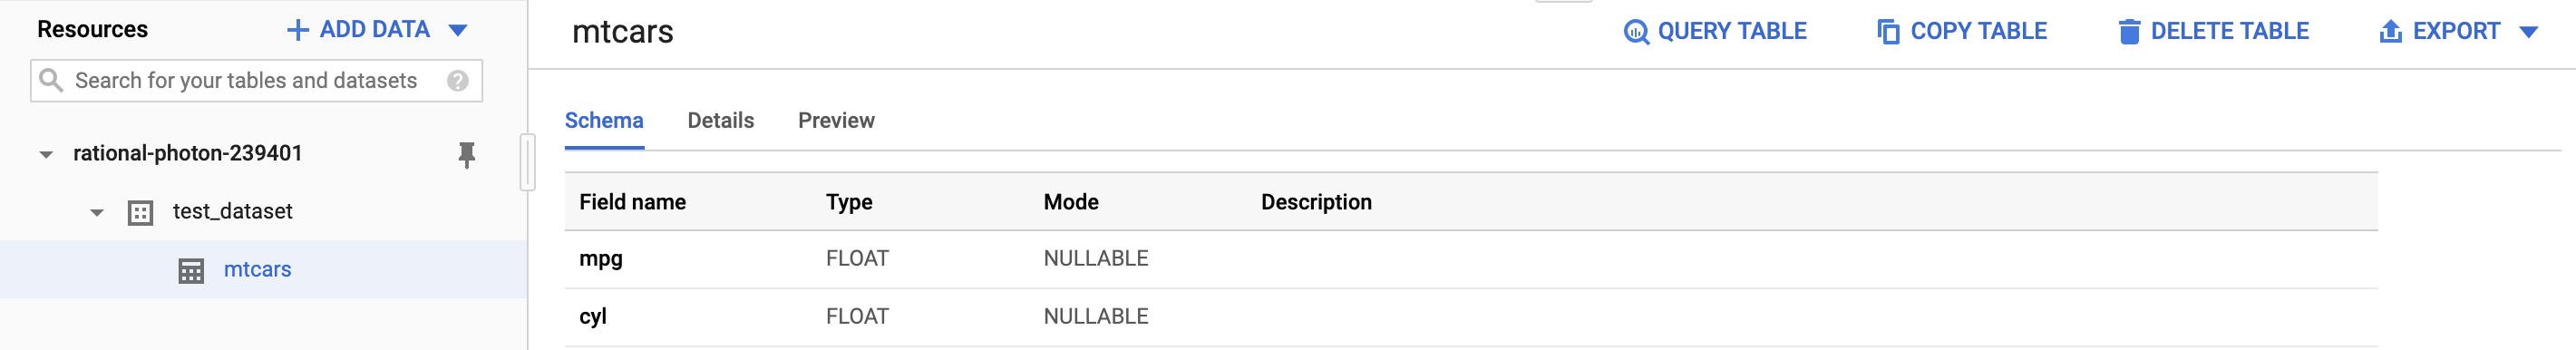 Resources
ADD DATA
Search for your tables and datasets
rational-photon-239401
test_dataset
mtcars
mtcars
QUERY TABLE
COPY TABLE
DELETE TABLE
EXPORT
Schema Details Preview
Field name Type Mode Description
mpg FLOAT NULLABLE
cyl FLOAT NULLABLE